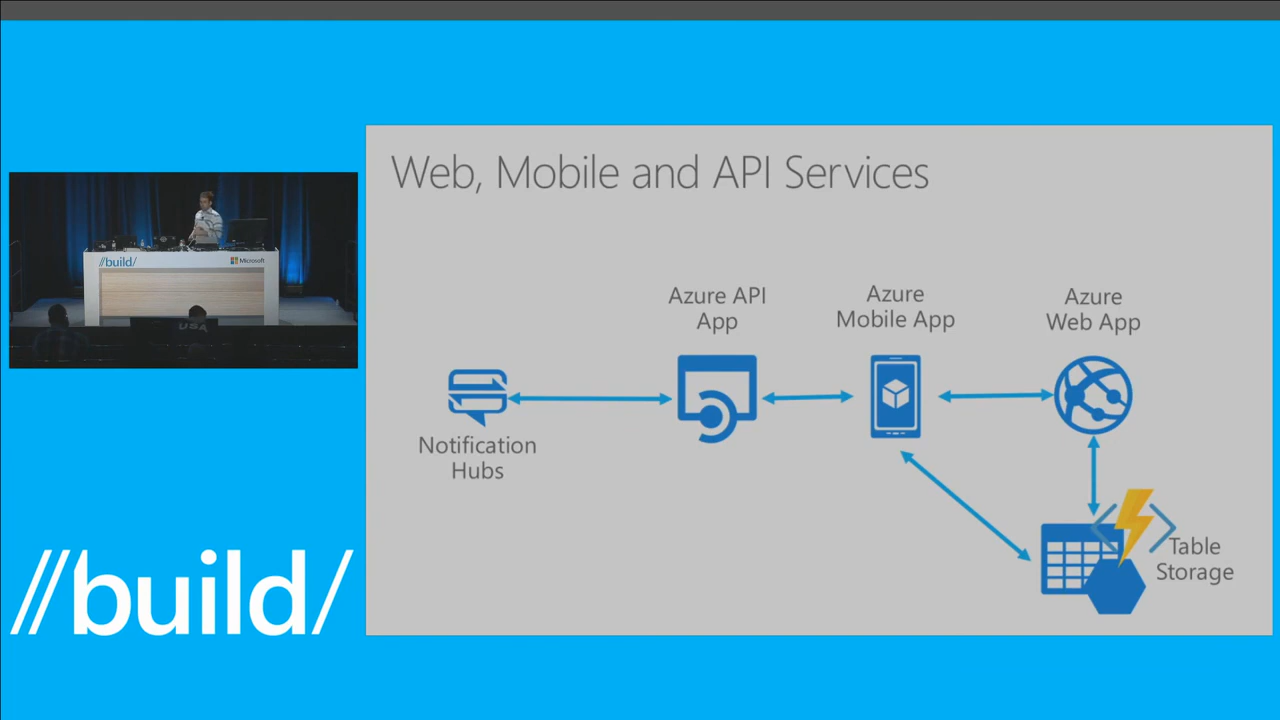 Web, Mobile and API Services
//build/
Microsoft
USA
Azure API
App
Azure
Mobile App
Azure
Web App
Notification
Hubs
Table
Storage
//build/